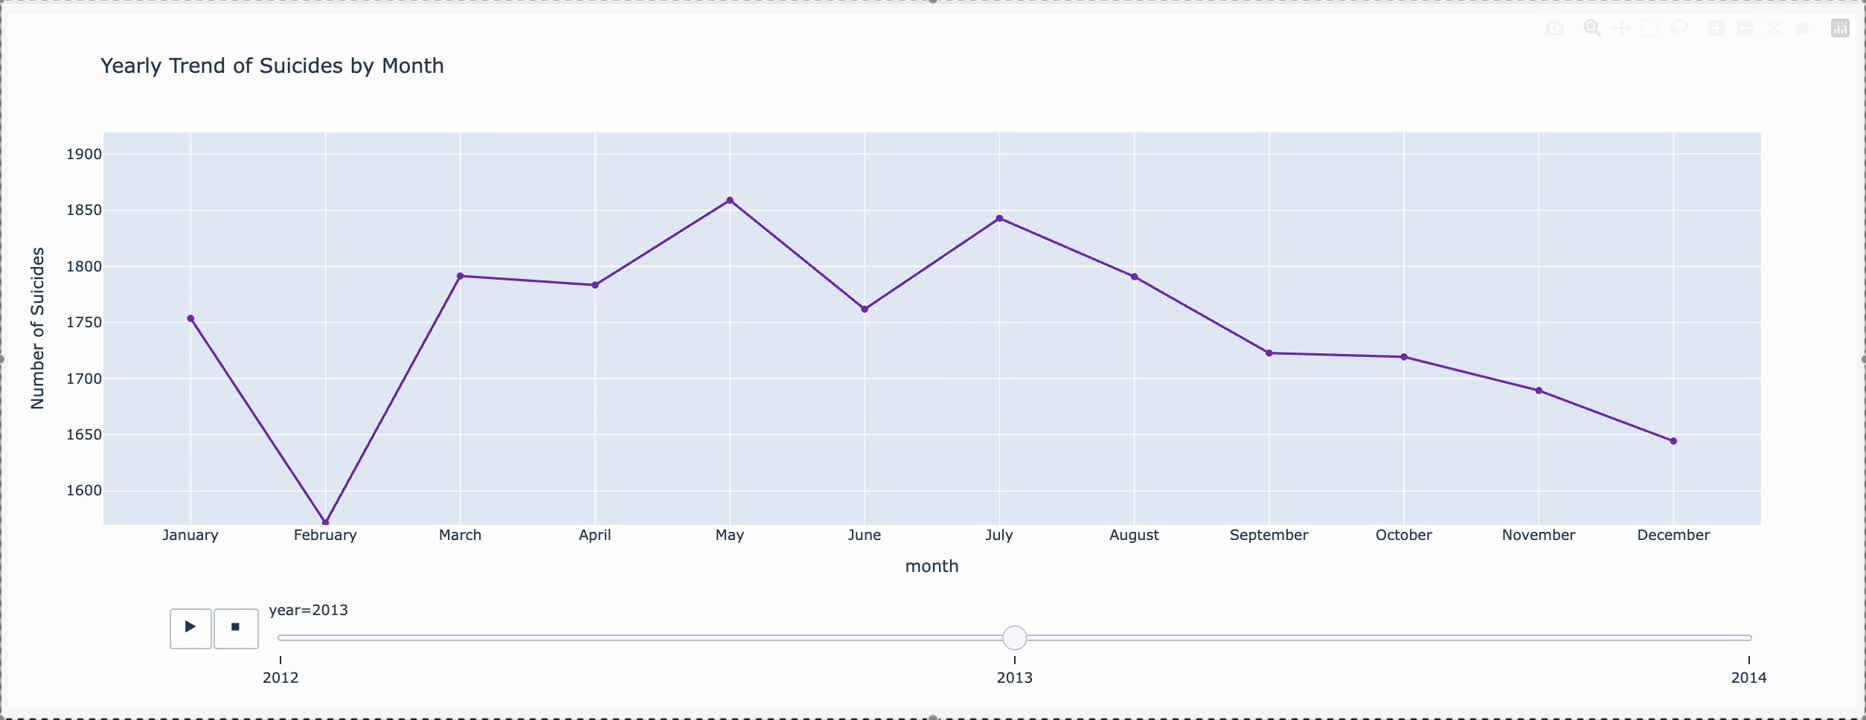 Yearly Trend of Suicides by Month
Number of Suicides
1900
1850
1800
1750
1700
1650
1600
January February March April May June July August September October November December
month
year=2013
2012 2013 2014